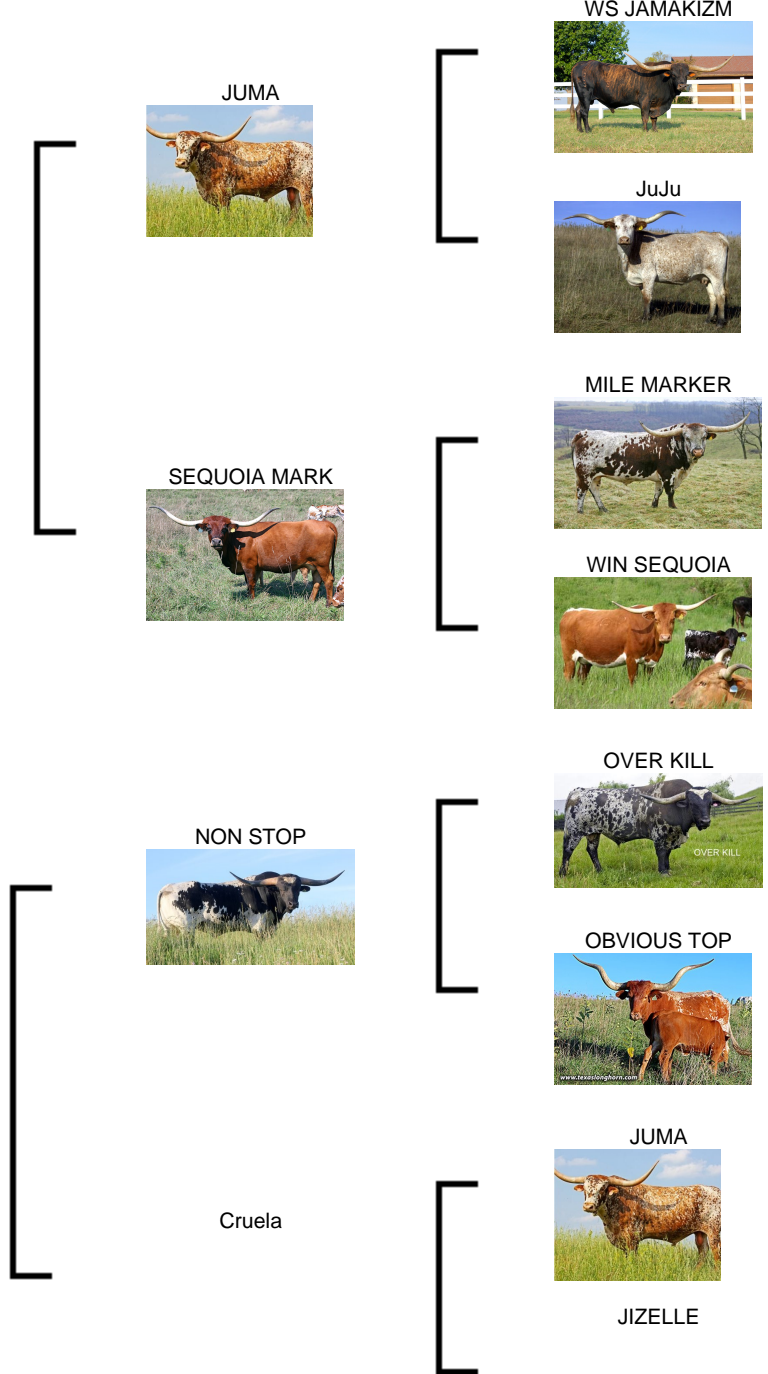 WS JAMAKIZM
JUMA
JuJu
MILE MARKER
SEQUOIA MARK
WIN SEQUOIA
OVER KILL
OVER KILL
NON STOP
OBVIOUS TOP
www.texaslonghorn.com
JUMA
Cruela
JIZELLE